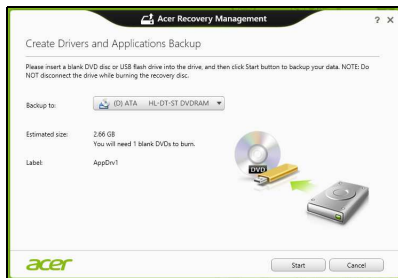 Acer Recovery Management
Create Drivers and Applications Backup
Please insert a blank DVD disc or USB flash drive into the drive, and then click Start button to backup your data. NOTE: Do
NOT disconnect the drive while burning the recovery disc.
Backup to:
(D) ATA HL-DT-ST DVDRAM
Estimated size:
2.66 GB
You will need 1 blank DVDs to burn.
Label:
AppDrv1
DVD
acer
Start
Cancel